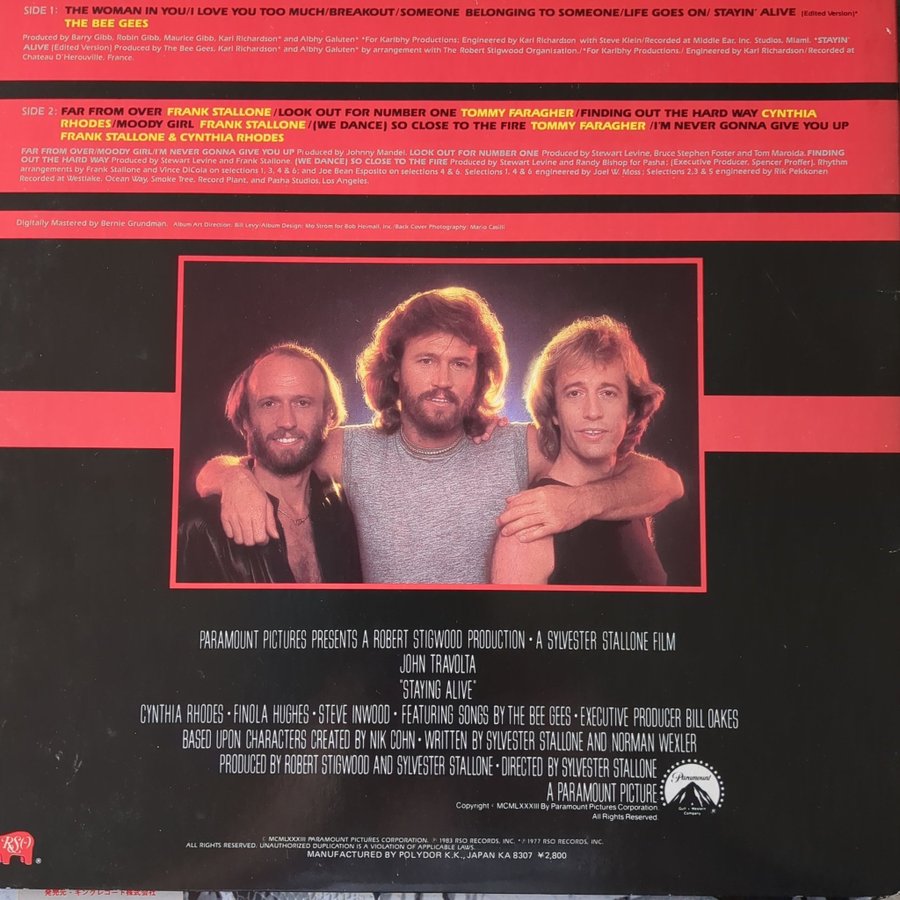 SIDE 1: THE WOMAN IN YOU/I LOVE YOU TOO MUCH/BREAKOUT/SOMEONE BELONGING TO SOMEONE/LIFE GOES ON/ STAYIN' ALIVE (Edited Version)*
THE BEE GEES
Produced by Barry Gibb, Robin Gibb, Maurice Gibb, Karl Richardson* and Albhy Galuten* *For Karlbhy Productions; Engineered by Karl Richardson with Steve Klein/Recorded at Middle Ear, Inc. Studios, Miami. *STAYIN'
ALIVE (Edited Version) Produced by The Bee Gees, Karl Richardson* and Albhy Galuten* by arrangement with The Robert Stigwood Organisation./*For Karlbhy Productions./ Engineered by Karl Richardson/Recorded at
Chateau D'Herouville, France.
SIDE 2: FAR FROM OVER FRANK STALLONE/LOOK OUT FOR NUMBER ONE TOMMY FARAGHER/FINDING OUT THE HARD WAY CYNTHIA
RHODES/MOODY GIRL FRANK STALLONE/(WE DANCE) SO CLOSE TO THE FIRE TOMMY FARAGHER/I'M NEVER GONNA GIVE YOU UP
FRANK STALLONE & CYNTHIA RHODES
FAR FROM OVER/MOODY GIRL/I'M NEVER GONNA GIVE YOU UP Produced by Johnny Mandel. LOOK OUT FOR NUMBER ONE Produced by Stewart Levine, Bruce Stephen Foster and Tom Marolda. FINDING
OUT THE HARD WAY Produced by Stewart Levine and Frank Stallone. (WE DANCE) SO CLOSE TO THE FIRE Produced by Stewart Levine and Randy Bishop for Pasha; (Executive Producer, Spencer Proffer). Rhythm
arrangements by Frank Stallone and Vince DiCola on selections 1, 3, 4 & 6; and Joe Bean Esposito on selections 4 & 6. Selections 1, 4 & 6 engineered by Joel W. Moss; Selections 2,3 & 5 engineered by Rik Pekkonen
Recorded at Westlake, Ocean Way, Smoke Tree, Record Plant, and Pasha Studios, Los Angeles.
Digitally Mastered by Bernie Grundman. Album Art Direction: Bill Levy/Album Design: Mo Strom for Bob Heimall, Inc./Back Cover Photography: Mario Casilli
PARAMOUNT PICTURES PRESENTS A ROBERT STIGWOOD PRODUCTION • A SYLVESTER STALLONE FILM
JOHN TRAVOLTA
"STAYING ALIVE"
CYNTHIA RHODES • FINOLA HUGHES • STEVE INWOOD • FEATURING SONGS BY THE BEE GEES • EXECUTIVE PRODUCER BILL OAKES
BASED UPON CHARACTERS CREATED BY NIK COHN • WRITTEN BY SYLVESTER STALLONE AND NORMAN WEXLER
PRODUCED BY ROBERT STIGWOOD AND SYLVESTER STALLONE • DIRECTED BY SYLVESTER STALLONE
A PARAMOUNT PICTURE
Paramount
Gulf + Western
Company
Copyright © MCMLXXXIII By Paramount Pictures Corporation.
All Rights Reserved.
© MCMLXXXIII PARAMOUNT PICTURES CORPORATION. ℗ 1983 RSO RECORDS, INC. *℗ 1977 RSO RECORDS, INC.
ALL RIGHTS RESERVED. UNAUTHORIZED DUPLICATION IS A VIOLATION OF APPLICABLE LAWS.
MANUFACTURED BY POLYDOR K.K., JAPAN KA 8307 ¥2,800
RSO ®
発売元・キングレコード株式会社